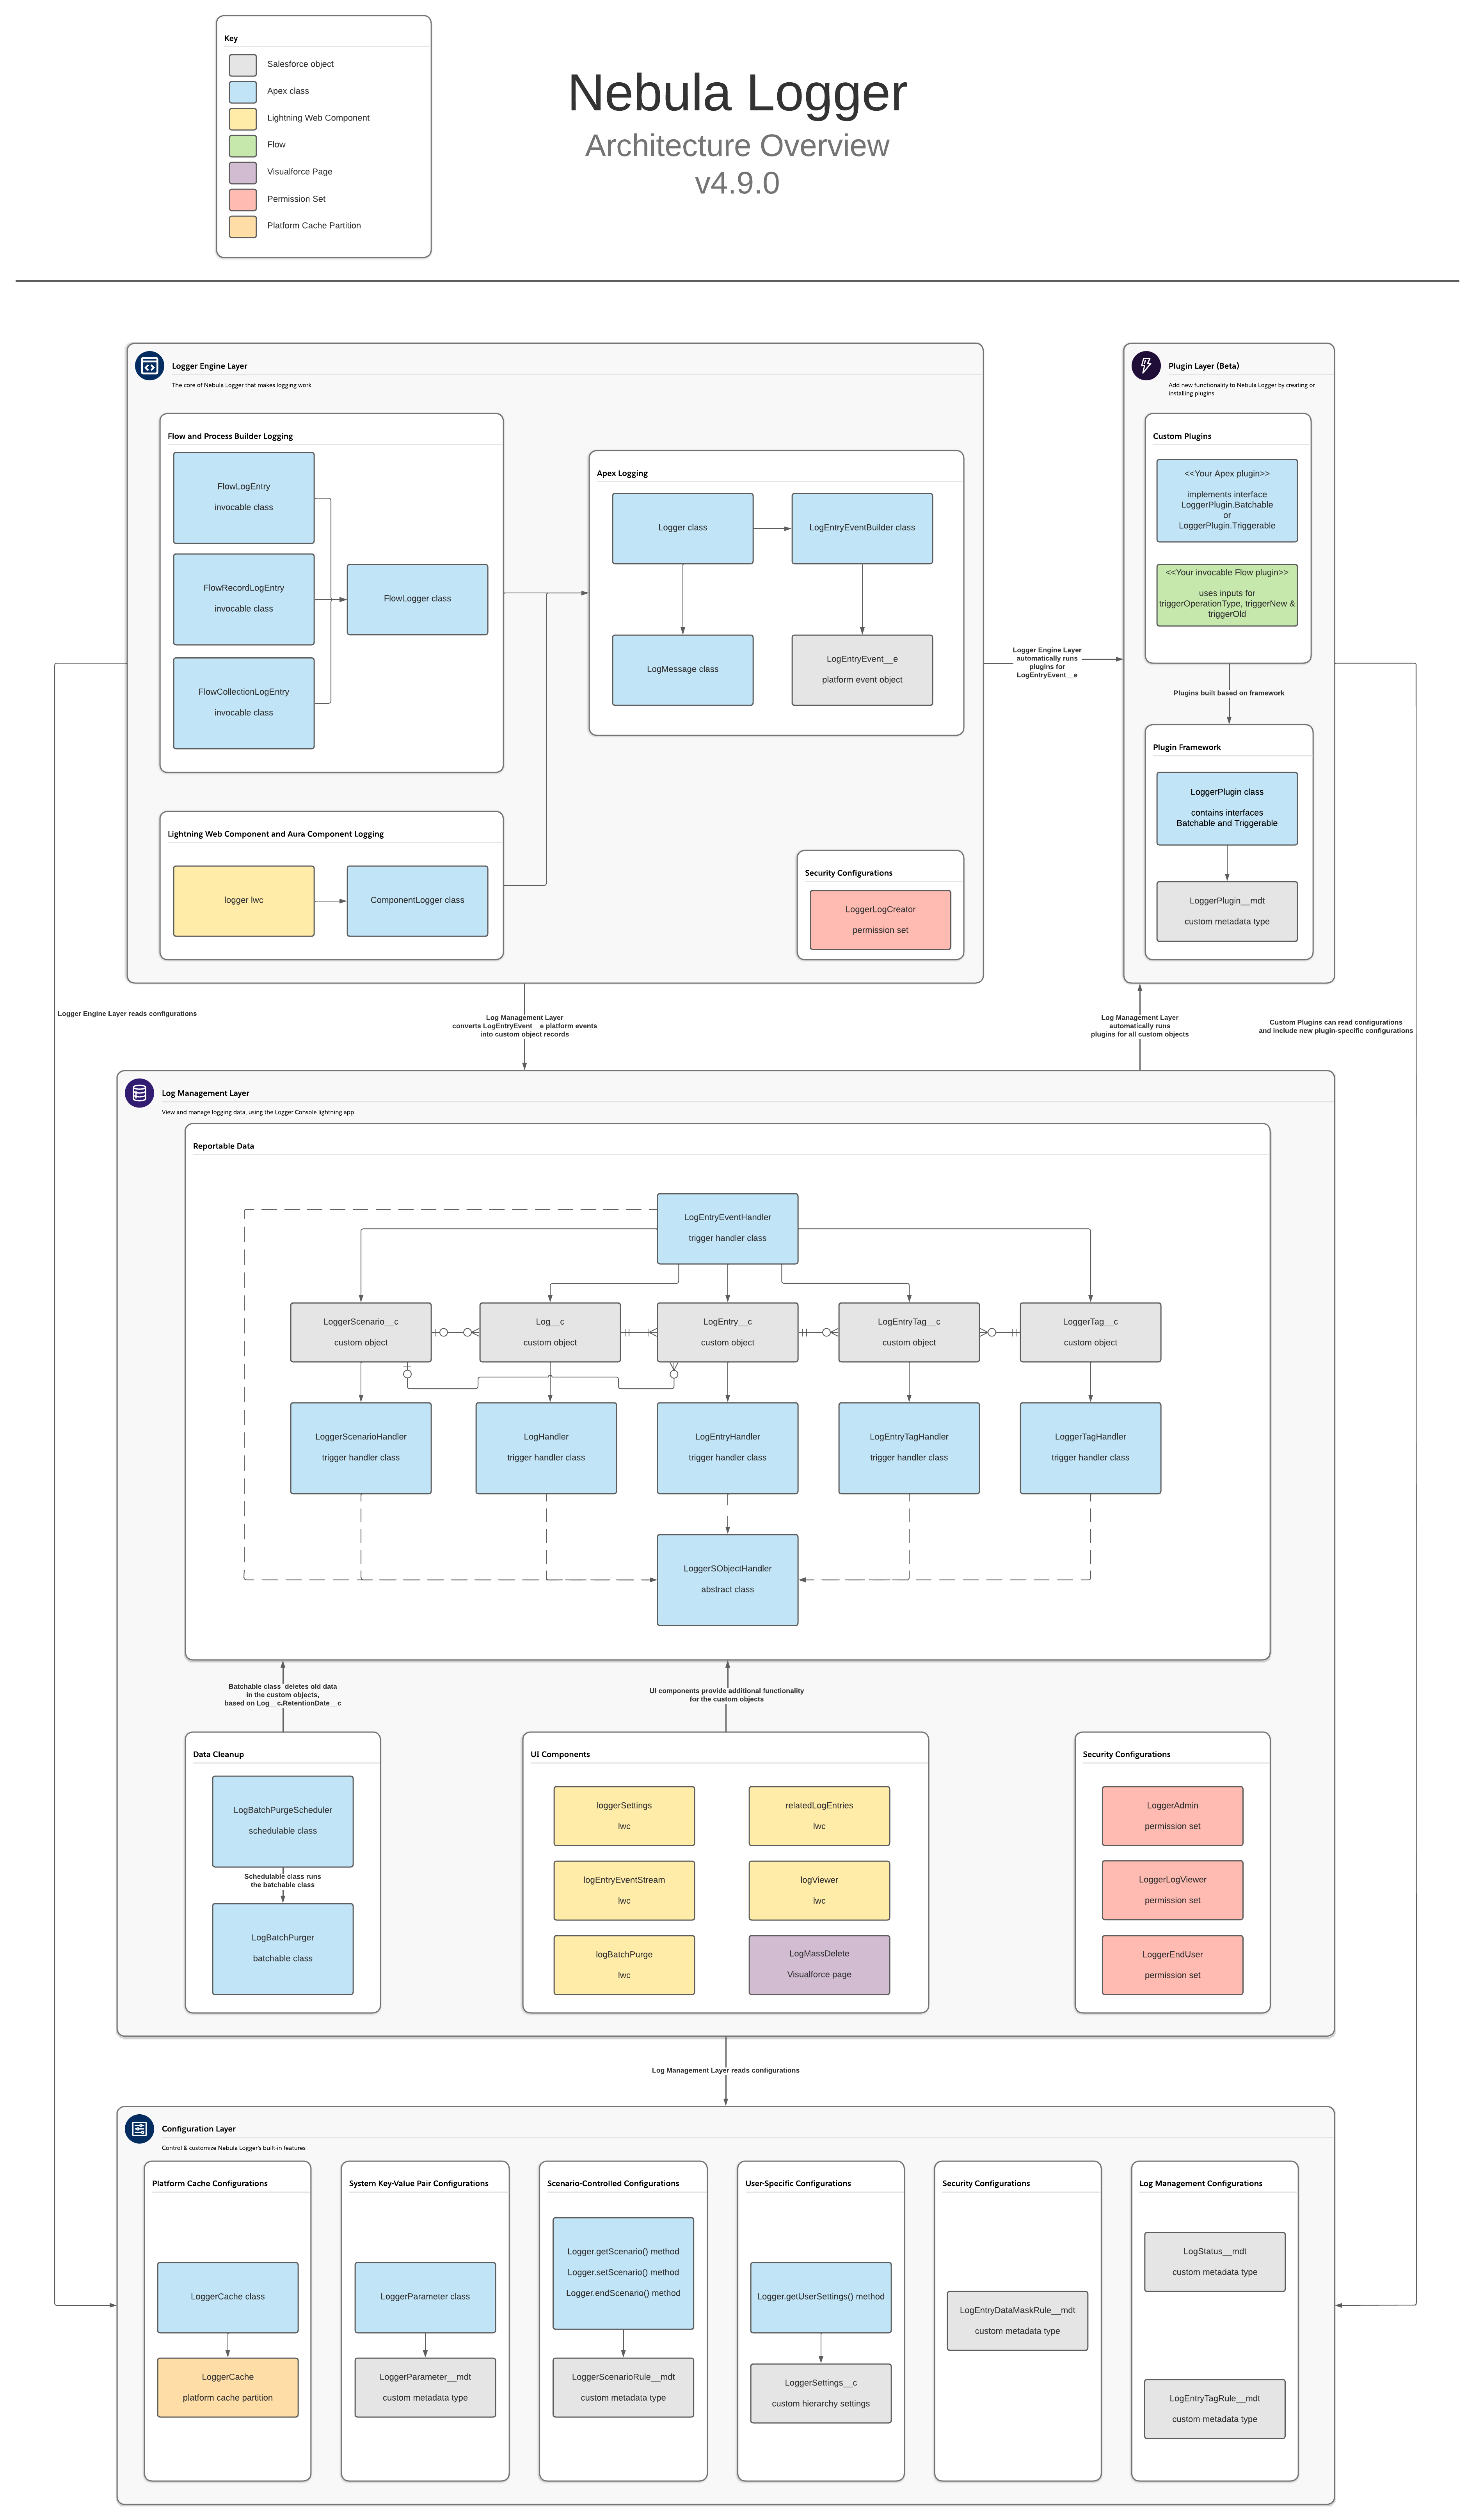 Key
Salesforce object
Apex class
Lightning Web Component
Flow
Visualforce Page
Permission Set
Platform Cache Partition
Nebula Logger
Architecture Overview
v4.9.0
Logger Engine Layer
The core of Nebula Logger that makes logging work
Flow and Process Builder Logging
FlowLogEntry
invocable class
FlowRecordLogEntry
invocable class
FlowCollectionLogEntry
invocable class
FlowLogger class
Apex Logging
Logger class
LogEntryEventBuilder class
LogMessage class
LogEntryEvent__e
platform event object
Lightning Web Component and Aura Component Logging
logger lwc
ComponentLogger class
Security Configurations
LoggerLogCreator
permission set
Logger Engine Layer
automatically runs
plugins for
LogEntryEvent__e
Plugin Layer (Beta)
Add new functionality to Nebula Logger by creating or
installing plugins
Custom Plugins
<<Your Apex plugin>>
implements interface
LoggerPlugin.Batchable
or
LoggerPlugin.Triggerable
<<Your invocable Flow plugin>>
uses inputs for
triggerOperationType, triggerNew &
triggerOld
Plugins built based on framework
Plugin Framework
LoggerPlugin class
contains interfaces
Batchable and Triggerable
LoggerPlugin__mdt
custom metadata type
Logger Engine Layer reads configurations
Log Management Layer
converts LogEntryEvent__e platform events
into custom object records
Log Management Layer
automatically runs
plugins for all custom objects
Custom Plugins can read configurations
and include new plugin-specific configurations
Log Management Layer
View and manage logging data, using the Logger Console lightning app
Reportable Data
LogEntryEventHandler
trigger handler class
LoggerScenario__c
custom object
Log__c
custom object
LogEntry__c
custom object
LogEntryTag__c
custom object
LoggerTag__c
custom object
LoggerScenarioHandler
trigger handler class
LogHandler
trigger handler class
LogEntryHandler
trigger handler class
LogEntryTagHandler
trigger handler class
LoggerTagHandler
trigger handler class
LoggerSObjectHandler
abstract class
Batchable class  deletes old data
in the custom objects,
based on Log__c.RetentionDate__c
UI components provide additional functionality
for the custom objects
Data Cleanup
LogBatchPurgeScheduler
schedulable class
Schedulable class runs
the batchable class
LogBatchPurger
batchable class
UI Components
loggerSettings
lwc
relatedLogEntries
lwc
logEntryEventStream
lwc
logViewer
lwc
logBatchPurge
lwc
LogMassDelete
Visualforce page
Security Configurations
LoggerAdmin
permission set
LoggerLogViewer
permission set
LoggerEndUser
permission set
Log Management Layer reads configurations
Configuration Layer
Control & customize Nebula Logger's built-in features
Platform Cache Configurations
LoggerCache class
LoggerCache
platform cache partition
System Key-Value Pair Configurations
LoggerParameter class
LoggerParameter__mdt
custom metadata type
Scenario-Controlled Configurations
Logger.getScenario() method
Logger.setScenario() method
Logger.endScenario() method
LoggerScenarioRule__mdt
custom metadata type
User-Specific Configurations
Logger.getUserSettings() method
LoggerSettings__c
custom hierarchy settings
Security Configurations
LogEntryDataMaskRule__mdt
custom metadata type
Log Management Configurations
LogStatus__mdt
custom metadata type
LogEntryTagRule__mdt
custom metadata type